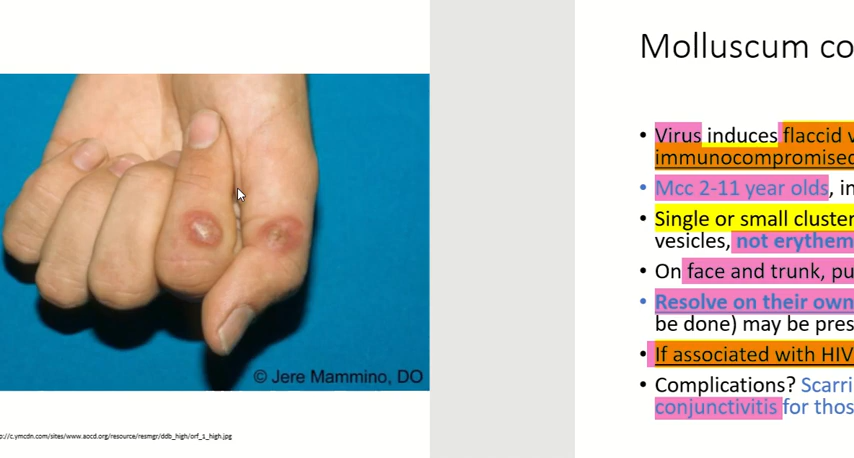 © Jere Mammino, DO
p://c.ymcdn.com/sites/www.aocd.org/resource/resmgr/ddb_high/orf_1_high.jpg
Molluscum co
• Virus induces flaccid v
immunocompromised
• Mcc 2-11 year olds, in
• Single or small cluster
vesicles, not erythem
• On face and trunk, pu
• Resolve on their own
be done) may be pres
• If associated with HIV
• Complications? Scarri
conjunctivitis for thos